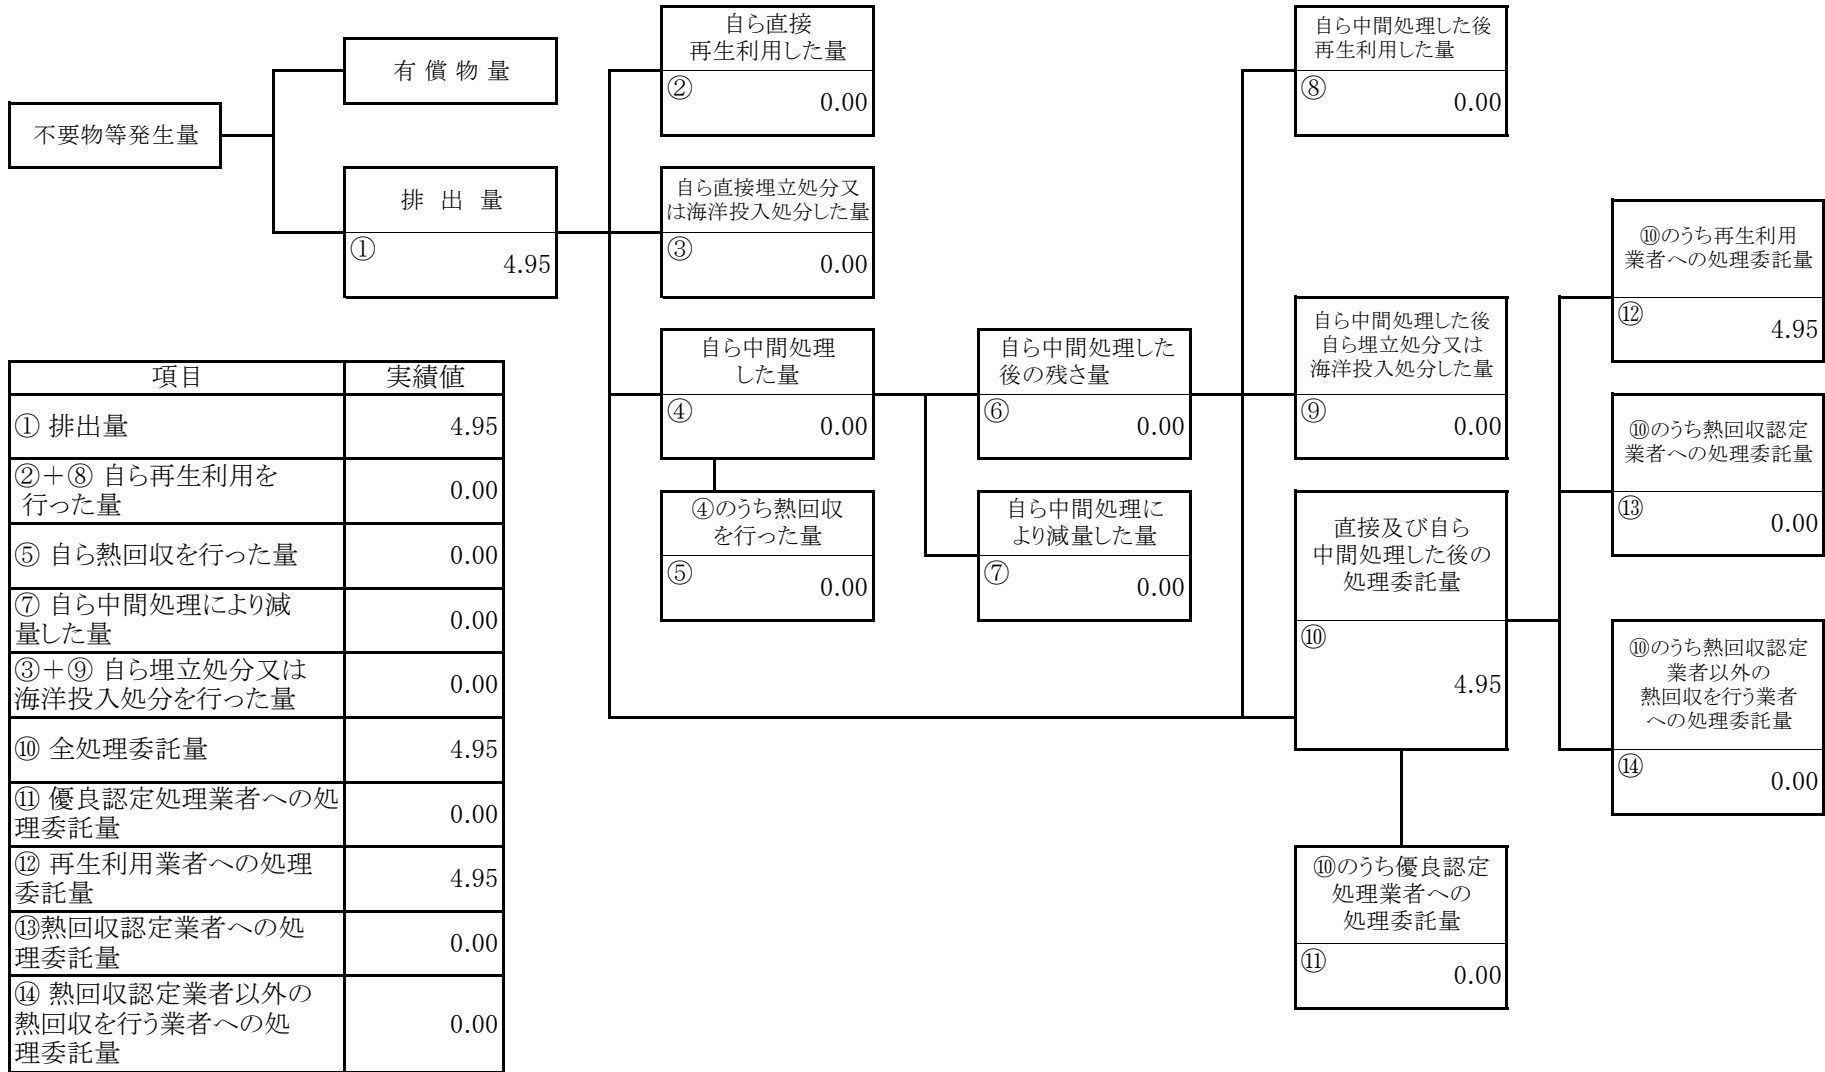 不要物等発生量
有償物量
排出量
①
4.95
自ら直接
再生利用した量
②
0.00
自ら直接埋立処分又
は海洋投入処分した量
③
0.00
自ら中間処理
した量
④
0.00
④のうち熱回収
を行った量
⑤
0.00
自ら中間処理した
後の残さ量
⑥
0.00
自ら中間処理に
より減量した量
⑦
0.00
自ら中間処理した後
再生利用した量
⑧
0.00
自ら中間処理した後
自ら埋立処分又は
海洋投入処分した量
⑨
0.00
直接及び自ら
中間処理した後の
処理委託量
⑩
4.95
⑩のうち優良認定
処理業者への
処理委託量
⑪
0.00
⑩のうち再生利用
業者への処理委託量
⑫
4.95
⑩のうち熱回収認定
業者への処理委託量
⑬
0.00
⑩のうち熱回収認定
業者以外の
熱回収を行う業者
への処理委託量
⑭
0.00
項目 実績値
① 排出量 4.95
②＋⑧ 自ら再生利用を
行った量 0.00
⑤ 自ら熱回収を行った量 0.00
⑦ 自ら中間処理により減
量した量 0.00
③＋⑨ 自ら埋立処分又は
海洋投入処分を行った量 0.00
⑩ 全処理委託量 4.95
⑪ 優良認定処理業者への処
理委託量 0.00
⑫ 再生利用業者への処理
委託量 4.95
⑬熱回収認定業者への処
理委託量 0.00
⑭ 熱回収認定業者以外の
熱回収を行う業者への処
理委託量 0.00